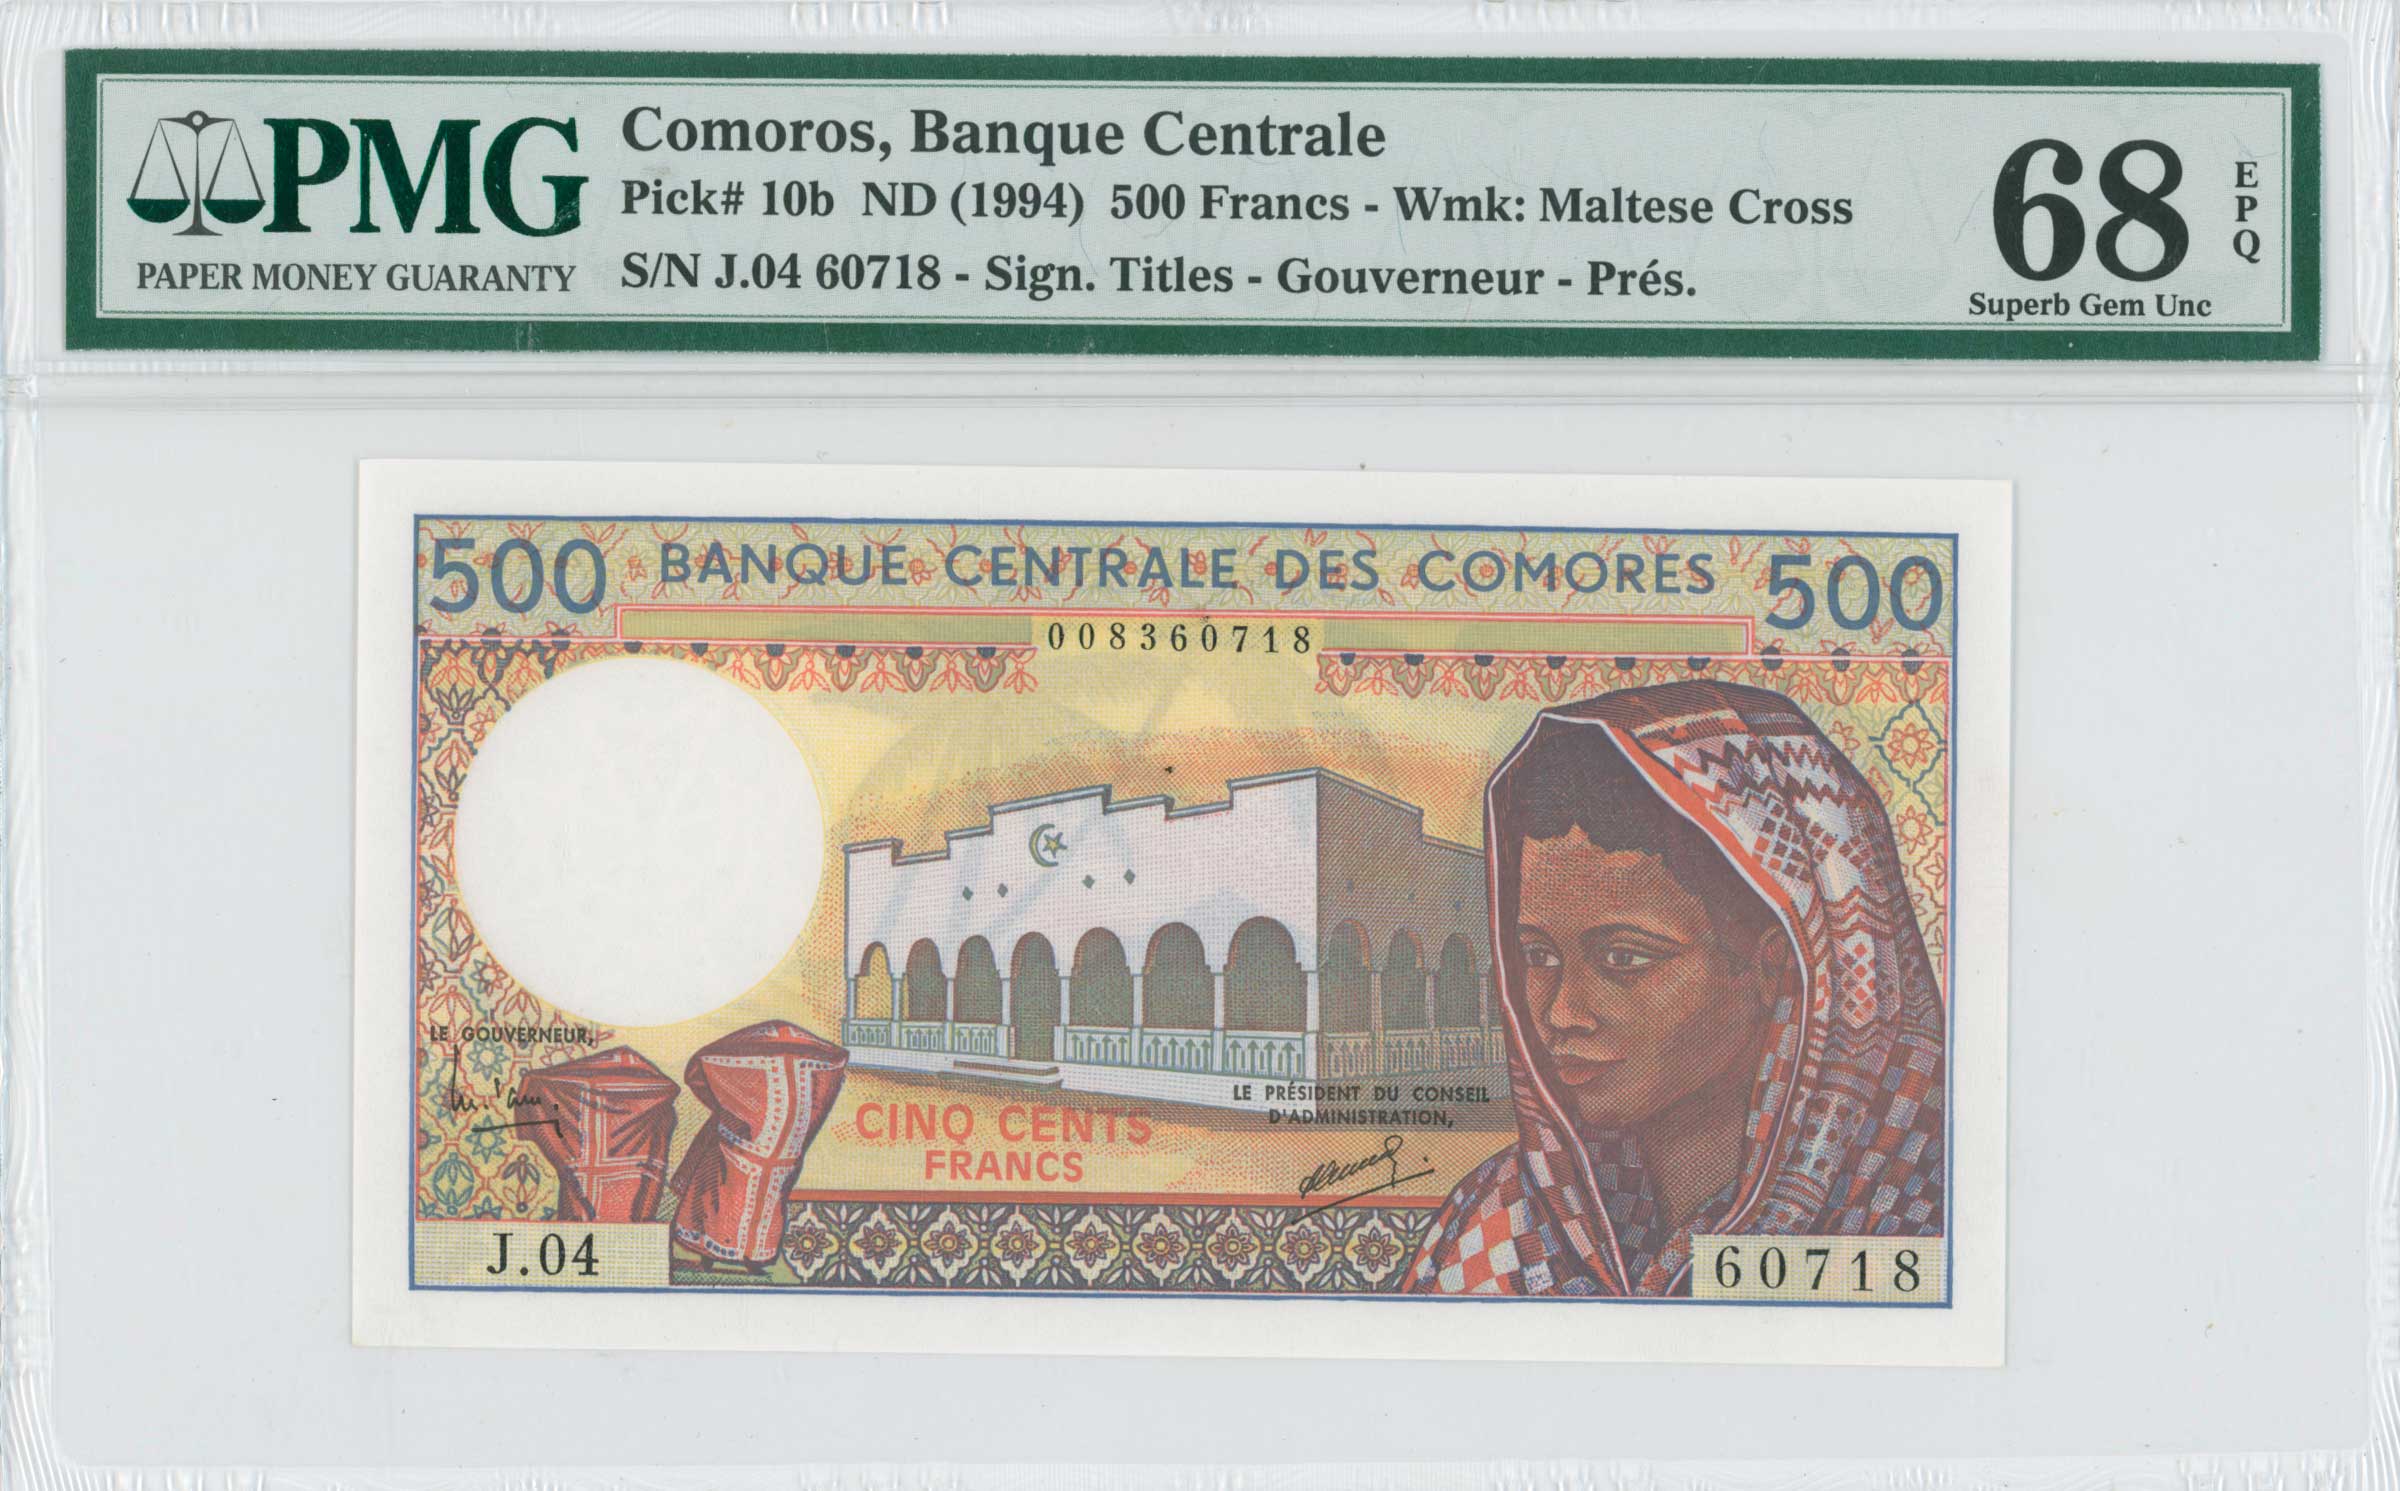 PMG
PAPER MONEY GUARANTY
Comoros, Banque Centrale
Pick# 10b ND (1994) 500 Francs - Wmk: Maltese Cross
S/N J.04 60718 - Sign. Titles - Gouverneur - Prés.
68
EPQ
Superb Gem Unc
500 BANQUE CENTRALE DES COMORES 500
008360718
LE GOUVERNEUR,
CINQ CENTS
FRANCS
LE PRÉSIDENT DU CONSEIL
D'ADMINISTRATION,
J.04
60718